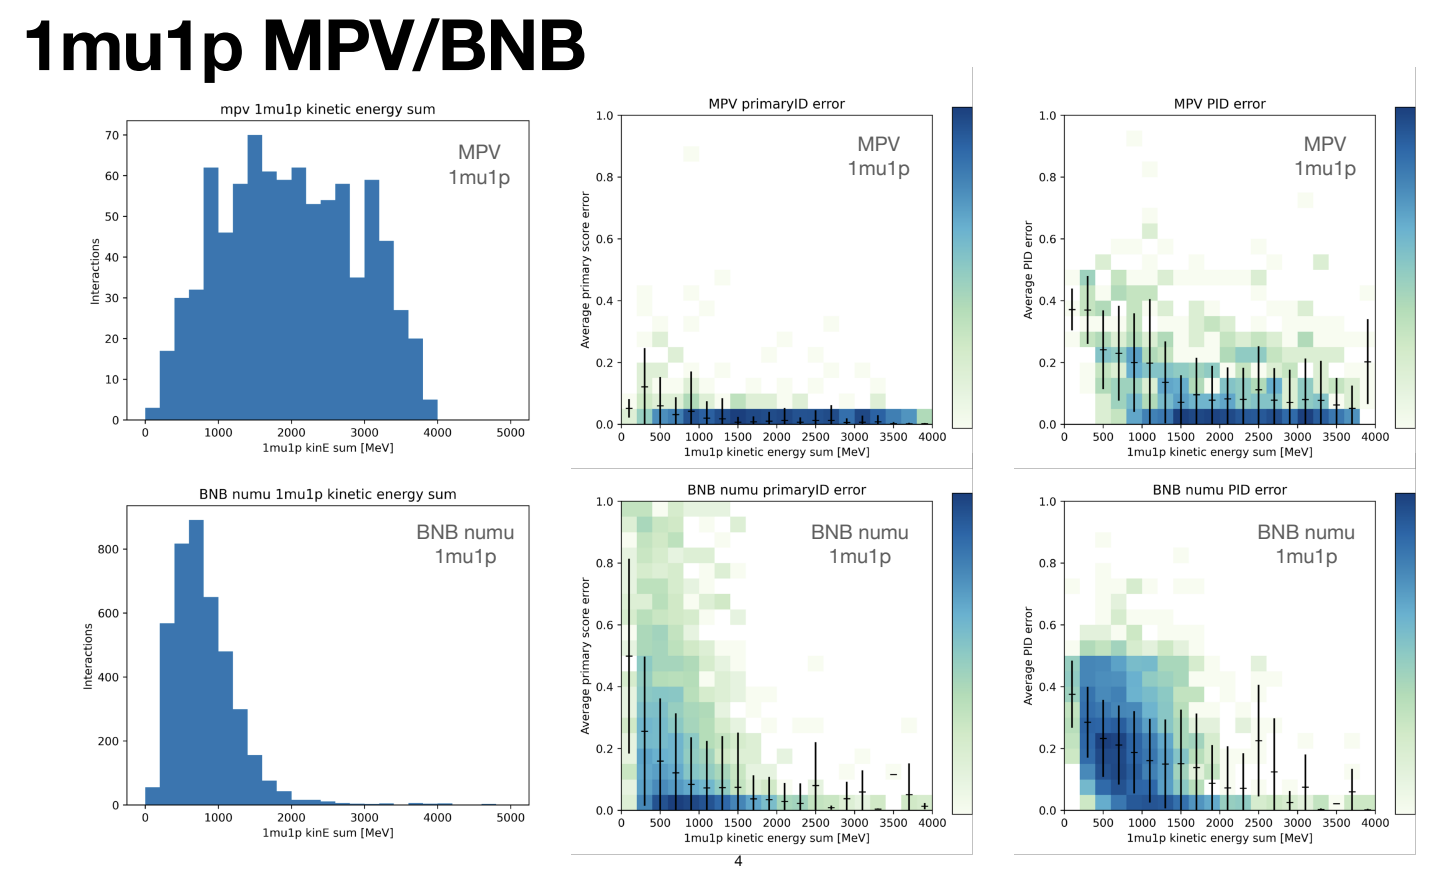 1mu1p MPV/BNB
mpv 1mu1p kinetic energy sum
MPV
1mu1p
Interactions
70
60
50
40
30
20
10
0
0 1000 2000 3000 4000 5000
1mu1p kinE sum [MeV]
MPV primaryID error
MPV
1mu1p
Average primary score error
1.0
0.8
0.6
0.4
0.2
0.0
0 500 1000 1500 2000 2500 3000 3500 4000
1mu1p kinetic energy sum [MeV]
MPV PID error
MPV
1mu1p
Average PID error
1.0
0.8
0.6
0.4
0.2
0.0
0 500 1000 1500 2000 2500 3000 3500 4000
1mu1p kinetic energy sum [MeV]
BNB numu 1mu1p kinetic energy sum
BNB numu
1mu1p
Interactions
800
600
400
200
0
0 1000 2000 3000 4000 5000
1mu1p kinE sum [MeV]
BNB numu primaryID error
BNB numu
1mu1p
Average primary score error
1.0
0.8
0.6
0.4
0.2
0.0
0 500 1000 1500 2000 2500 3000 3500 4000
1mu1p kinetic energy sum [MeV]
BNB numu PID error
BNB numu
1mu1p
Average PID error
1.0
0.8
0.6
0.4
0.2
0.0
0 500 1000 1500 2000 2500 3000 3500 4000
1mu1p kinetic energy sum [MeV]
4